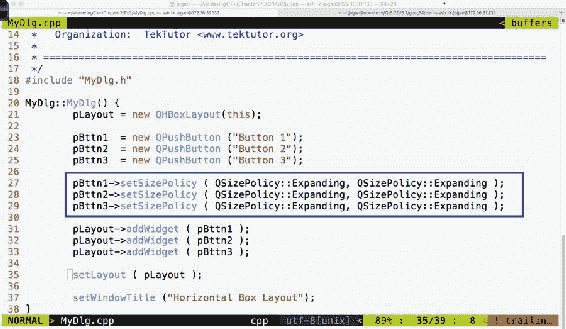 MyDlg.cpp buffers
14 * Organization: TekTutor <www.tektutor.org>
15 *
16 * ==========================================================================
17 */
18 #include "MyDlg.h"
19
20 MyDlg::MyDlg() {
21 pLayout = new QHBoxLayout(this);
22
23 pBttn1 = new QPushButton ("Button 1");
24 pBttn2 = new QPushButton ("Button 2");
25 pBttn3 = new QPushButton ("Button 3");
26
27 pBttn1->setSizePolicy ( QSizePolicy::Expanding, QSizePolicy::Expanding );
28 pBttn2->setSizePolicy ( QSizePolicy::Expanding, QSizePolicy::Expanding );
29 pBttn3->setSizePolicy ( QSizePolicy::Expanding, QSizePolicy::Expanding );
30
31 pLayout->addWidget ( pBttn1 );
32 pLayout->addWidget ( pBttn2 );
33 pLayout->addWidget ( pBttn3 );
34
35 setLayout ( pLayout );
36
37 setWindowTitle ("Horizontal Box Layout");
38 }
NORMAL MyDlg.cpp cpp utf-8[unix] 89% : 35/39 : 8 ! trailin…